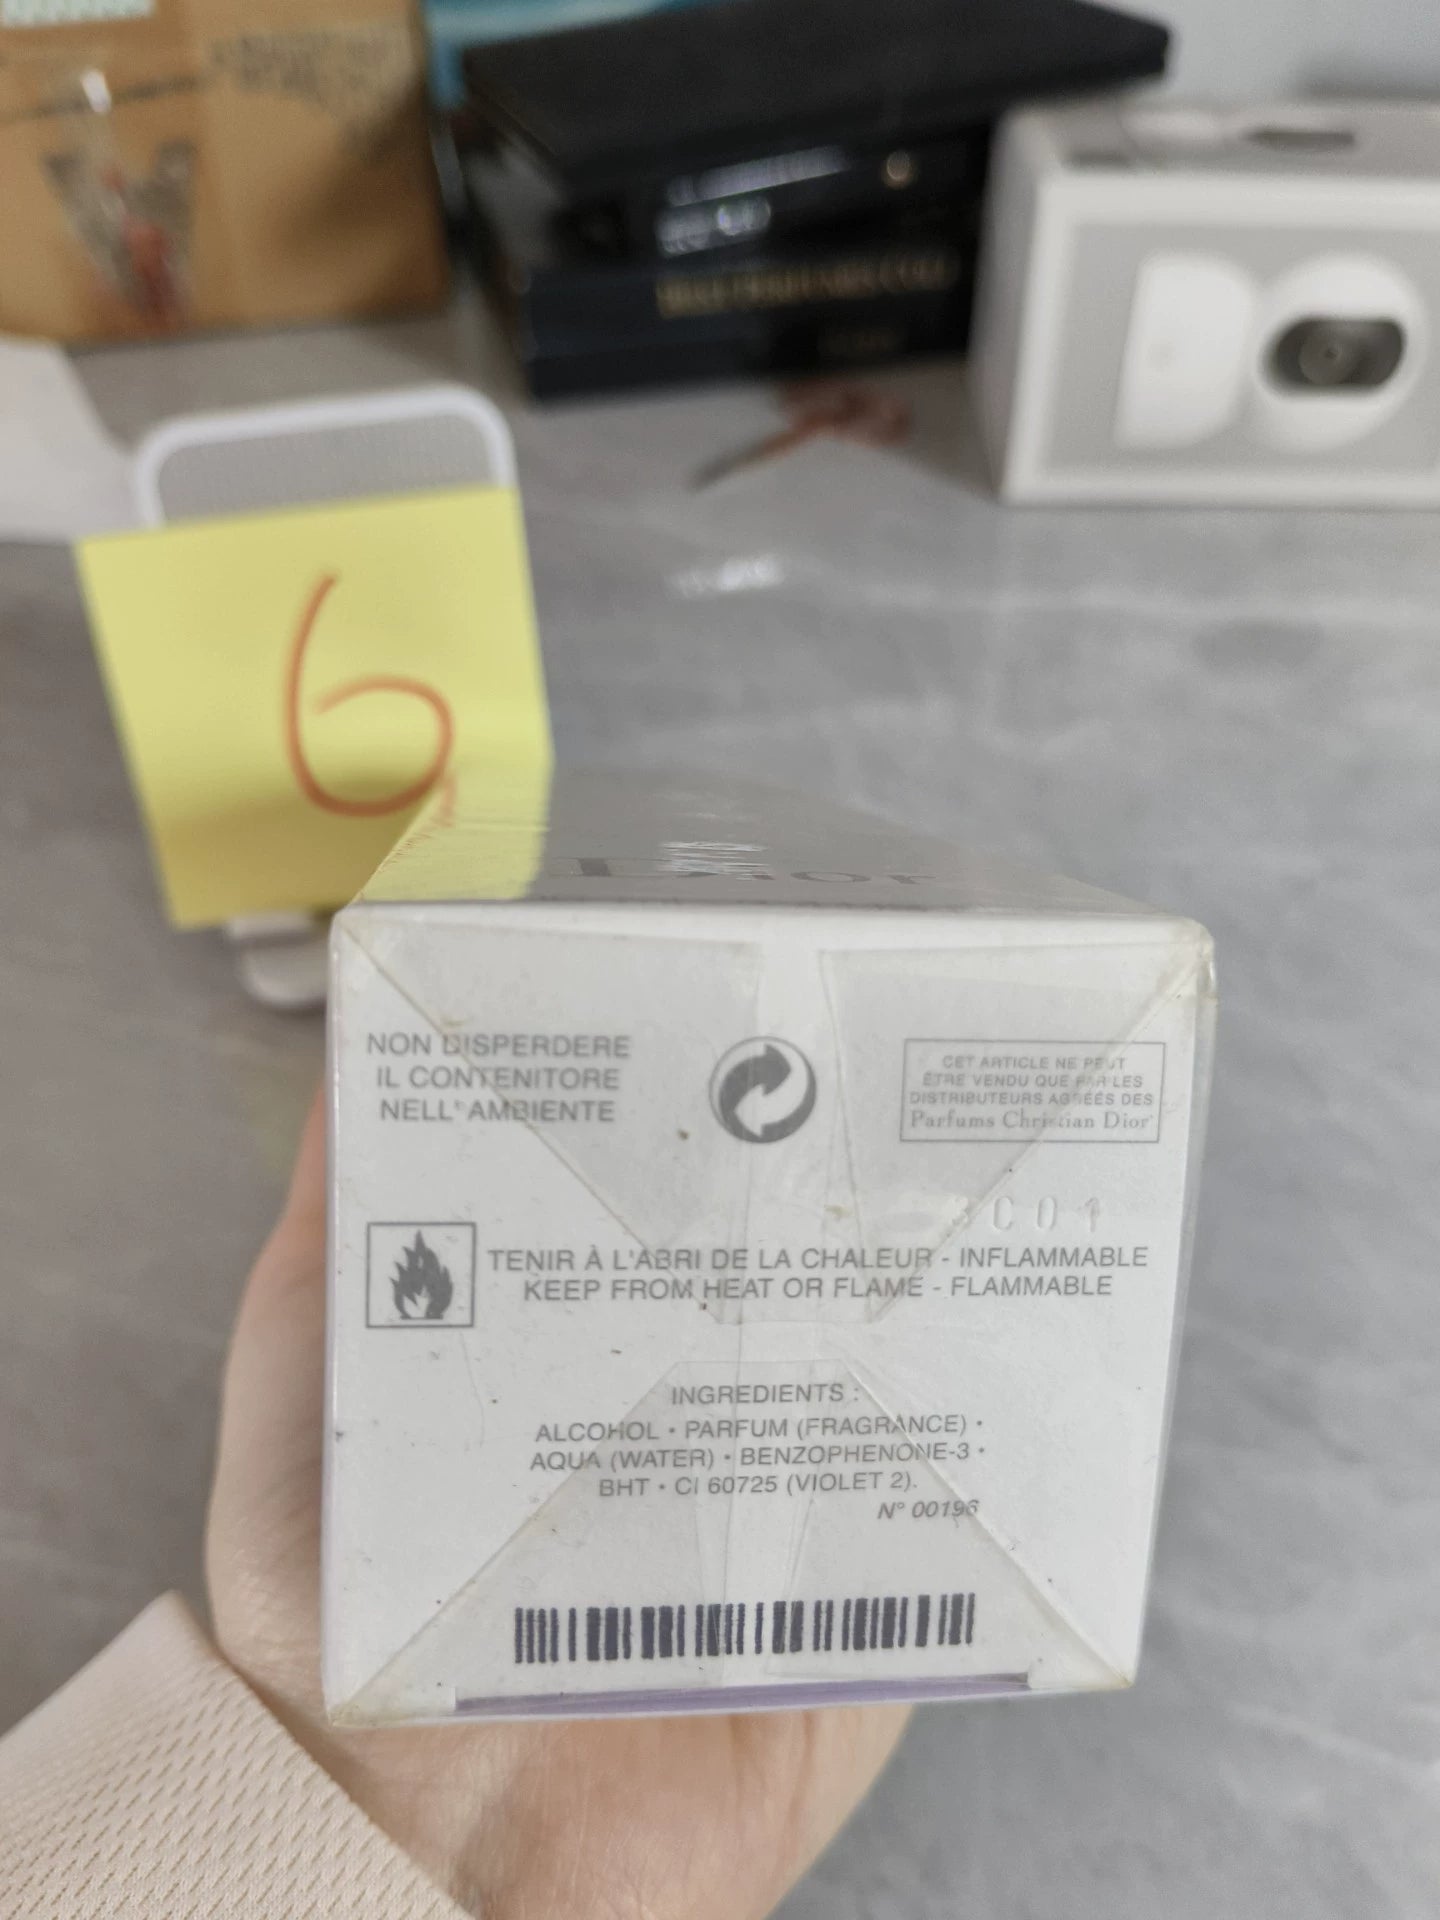 6
Dior
NON DISPERDERE
IL CONTENITORE
NELL' AMBIENTE
CET ARTICLE NE PEUT
ÊTRE VENDU QUE PAR LES
DISTRIBUTEURS AGRÉÉS DES
Parfums Christian Dior
C01
TENIR À L'ABRI DE LA CHALEUR - INFLAMMABLE
KEEP FROM HEAT OR FLAME - FLAMMABLE
INGREDIENTS :
ALCOHOL • PARFUM (FRAGRANCE) •
AQUA (WATER) • BENZOPHENONE-3 •
BHT • CI 60725 (VIOLET 2).
N° 00196